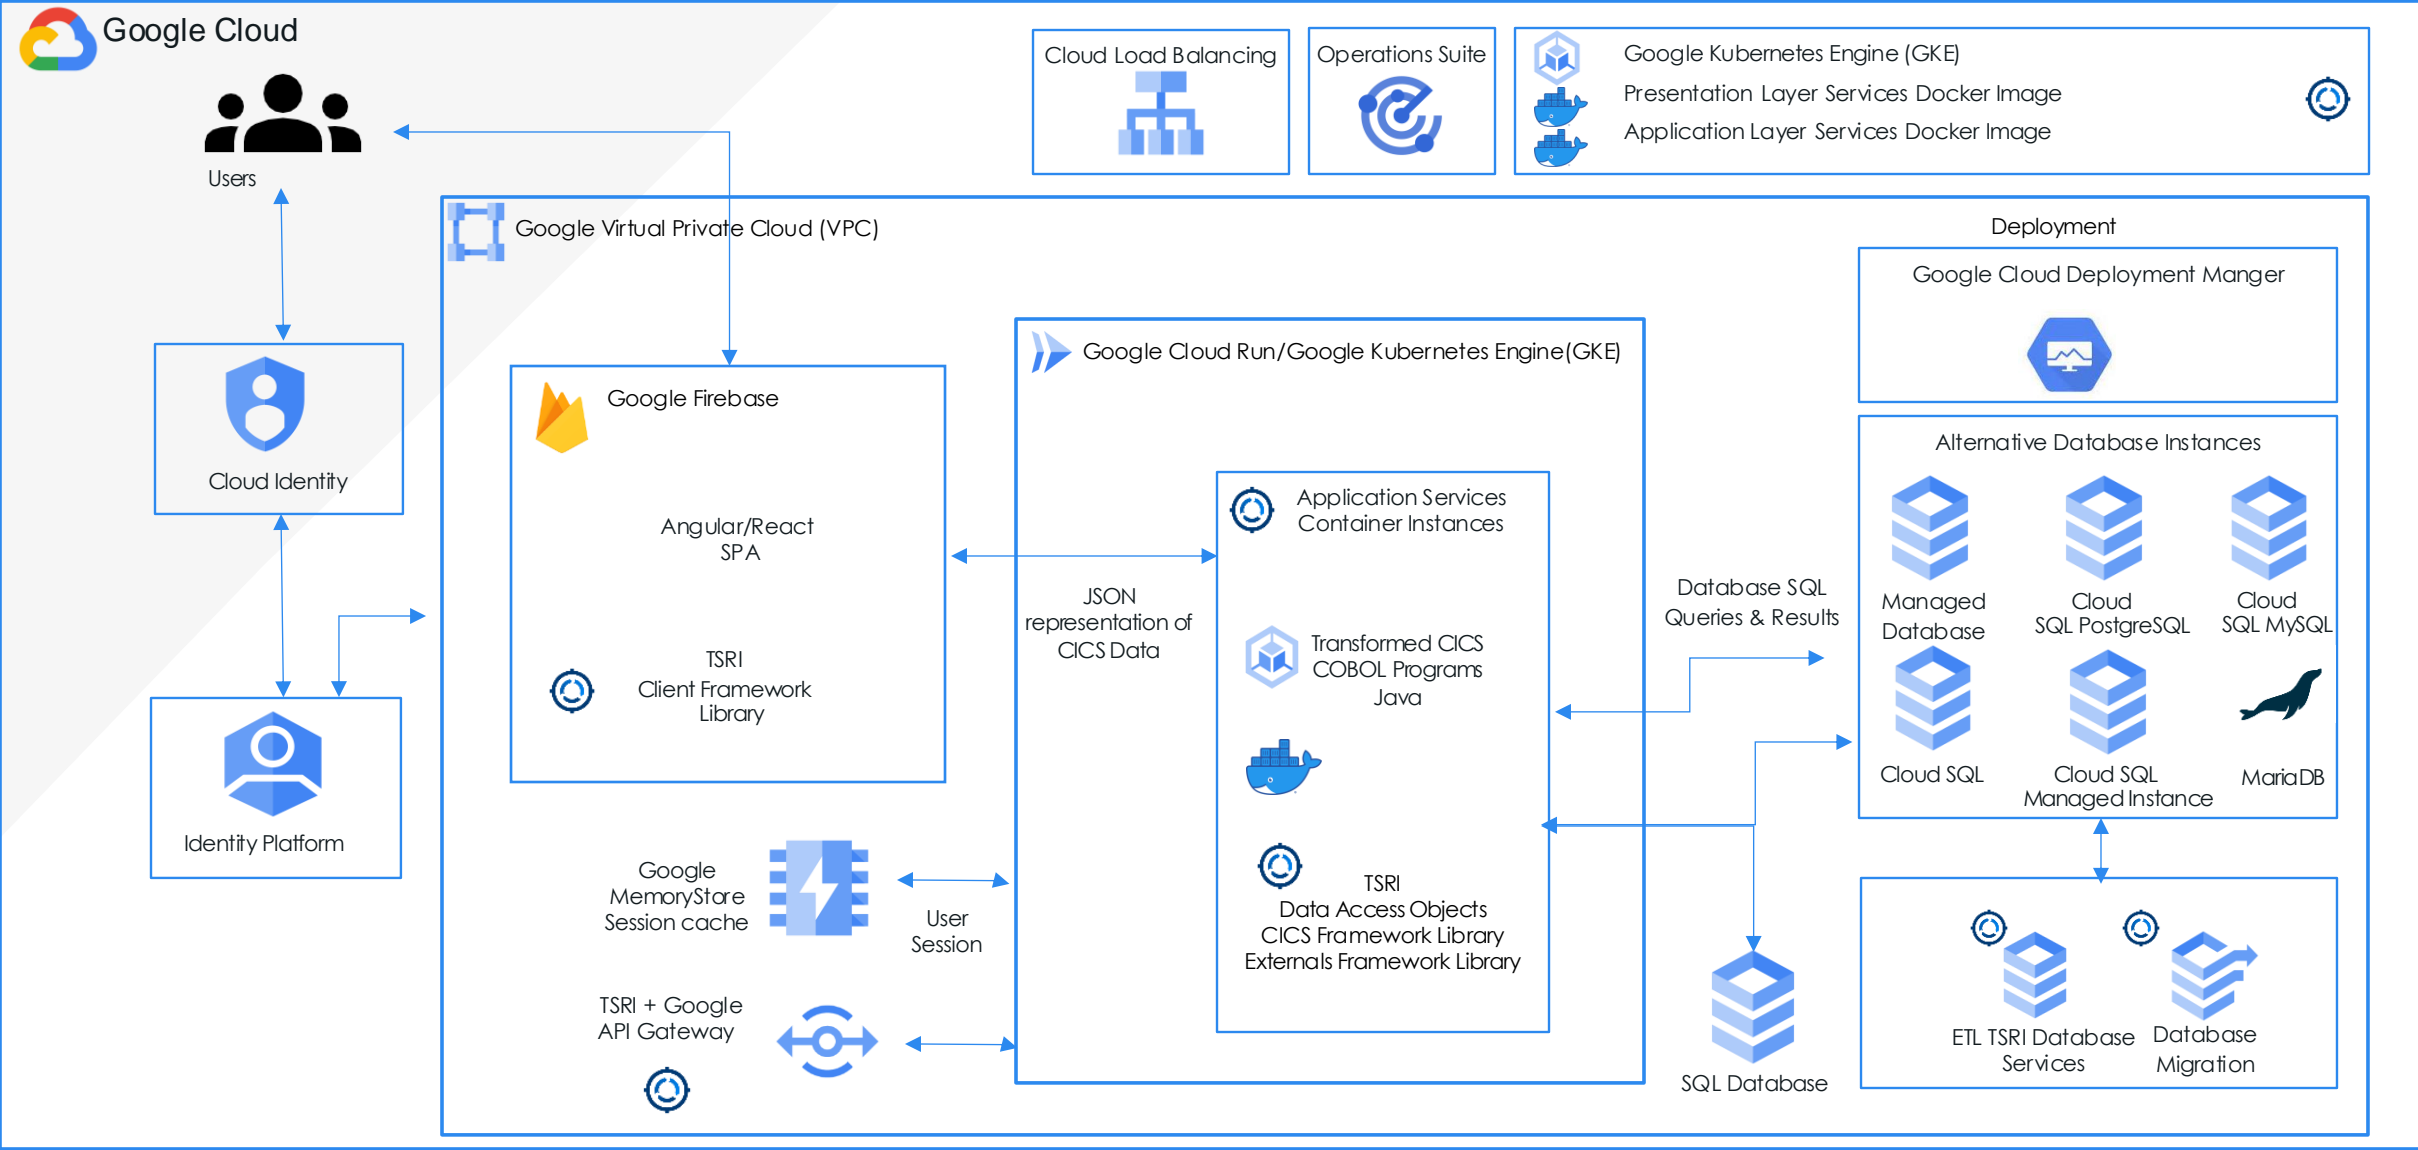 Google Cloud
Users
Cloud Identity
Identity Platform
Cloud Load Balancing
Operations Suite
Google Kubernetes Engine (GKE)
Presentation Layer Services Docker Image
Application Layer Services Docker Image
Google Virtual Private Cloud (VPC)
Google Firebase
Angular/React
SPA
TSRI
Client Framework
Library
Google
MemoryStore
Session cache
User
Session
TSRI + Google
API Gateway
Google Cloud Run/Google Kubernetes Engine(GKE)
JSON
representation of
CICS Data
Application Services
Container Instances
Transformed CICS
COBOL Programs
Java
TSRI
Data Access Objects
CICS Framework Library
Externals Framework Library
Database SQL
Queries & Results
SQL Database
Deployment
Google Cloud Deployment Manger
Alternative Database Instances
Managed
Database
Cloud
SQL PostgreSQL
Cloud
SQL MySQL
Cloud SQL
Cloud SQL
Managed Instance
MariaDB
ETL TSRI Database
Services
Database
Migration